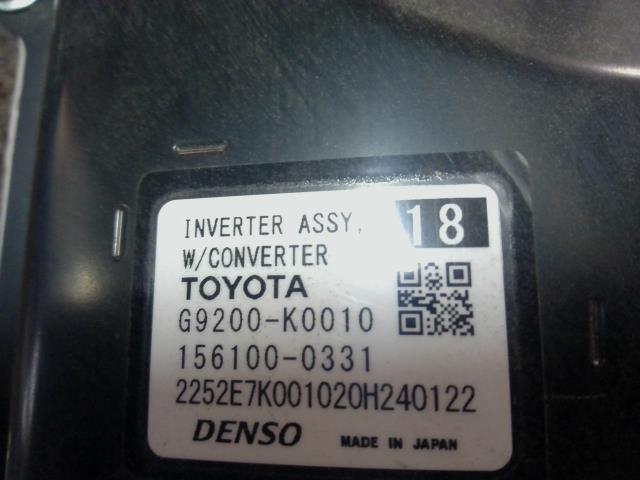 INVERTER ASSY, 18
W/CONVERTER
TOYOTA
G9200-K0010
156100-0331
2252E7K001020H240122
DENSO MADE IN JAPAN